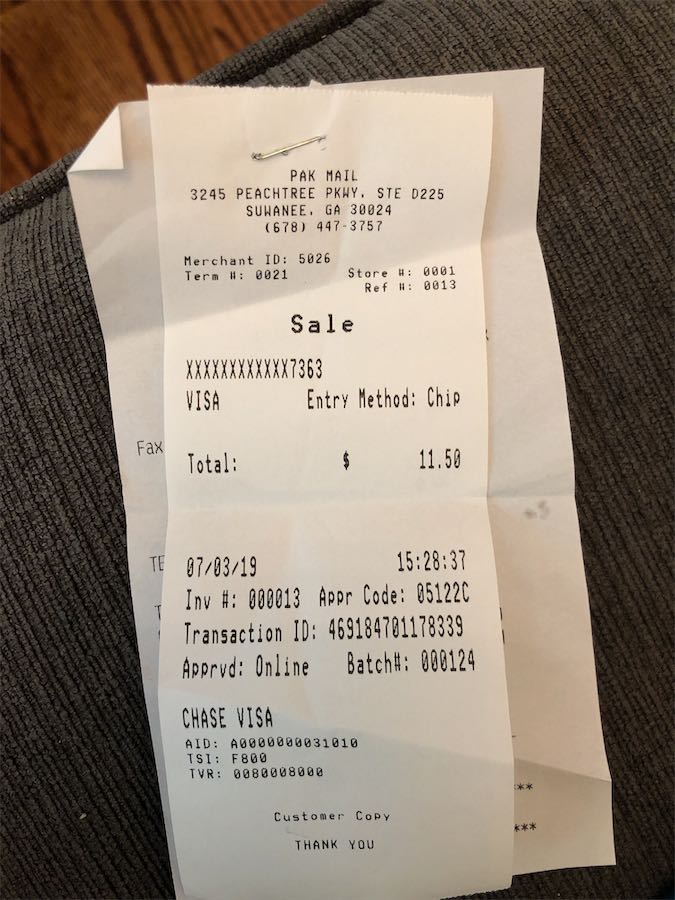 PAK MAIL
3245 PEACHTREE PKWY. STE D225
SUWANEE, GA 30024
(678) 447-3757
Merchant ID: 5026
Term #: 0021 Store #: 0001
Ref #: 0013
Sale
XXXXXXXXXXXX7363
VISA Entry Method: Chip
Fax
Total: $ 11.50
07/03/19 15:28:37
TE
Inv #: 000013 Appr Code: 05122C
Transaction ID: 469184701178339
Apprvd: Online Batch#: 000124
CHASE VISA
AID: A0000000031010
TSI: F800
TVR: 0080008000
**
Customer Copy
***
THANK YOU